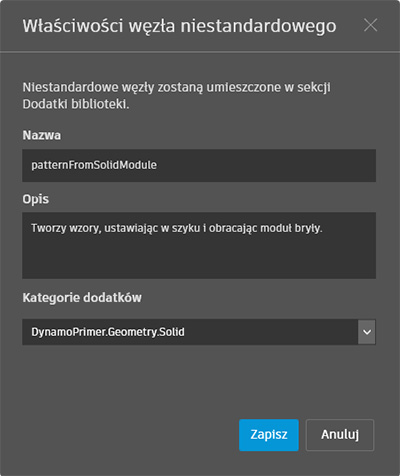 Właściwości węzła niestandardowego
Niestandardowe węzły zostaną umieszczone w sekcji
Dodatki biblioteki.
Nazwa
patternFromSolidModule
Opis
Tworzy wzory, ustawiając w szyku i obracając moduł bryły.
Kategorie dodatków
DynamoPrimer.Geometry.Solid
Zapisz
Anuluj